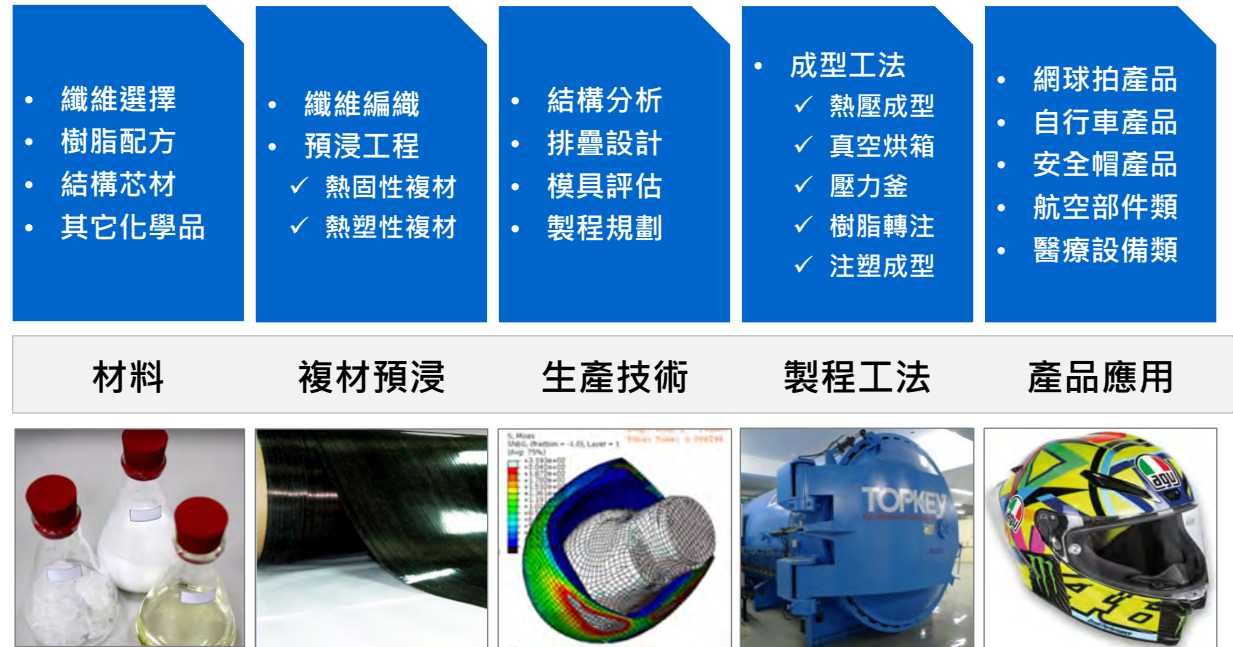 • 纖維選擇
• 樹脂配方
• 結構芯材
• 其它化學品
• 纖維編織
• 預浸工程
✓ 熱固性複材
✓ 熱塑性複材
• 結構分析
• 排疊設計
• 模具評估
• 製程規劃
• 成型工法
✓ 熱壓成型
✓ 真空烘箱
✓ 壓力釜
✓ 樹脂轉注
✓ 注塑成型
• 網球拍產品
• 自行車產品
• 安全帽產品
• 航空部件類
• 醫療設備類
材料
複材預浸
生產技術
製程工法
產品應用
S, Mises
(Avg: 75%)
TOPKEY
agv
agv